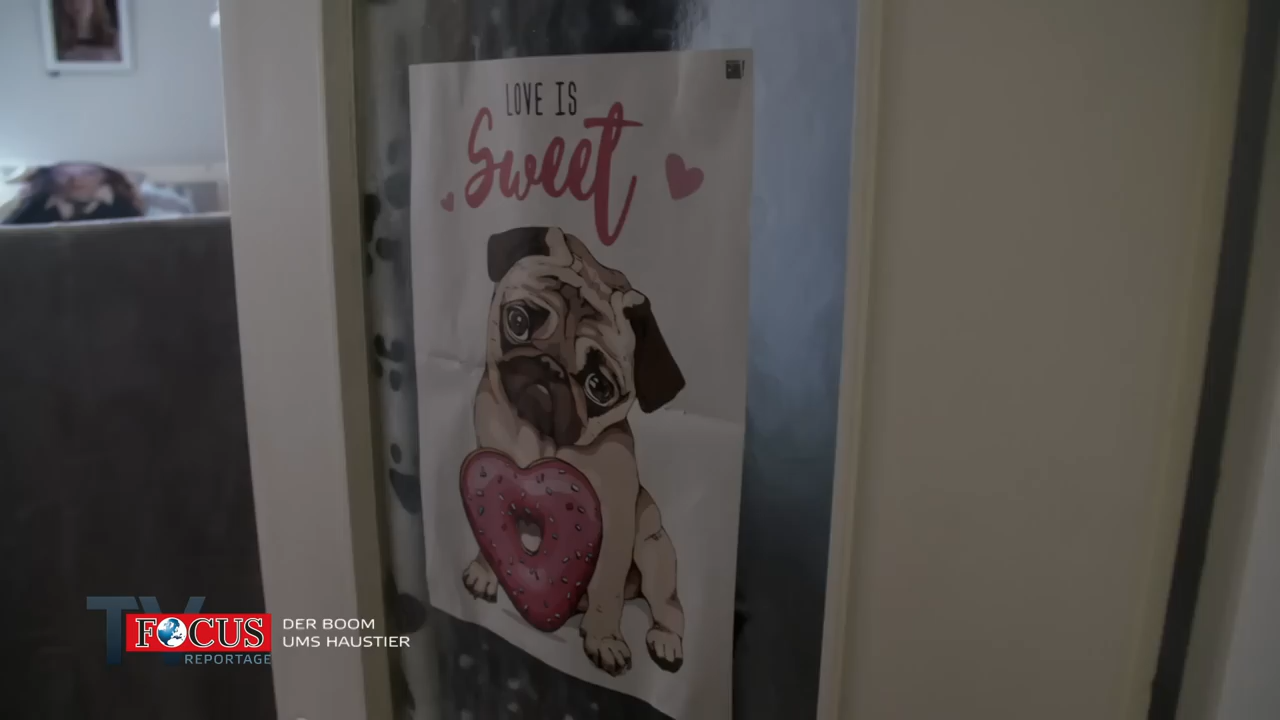 LOVE IS
Sweet
TV
FOCUS
REPORTAGE
DER BOOM
UMS HAUSTIER